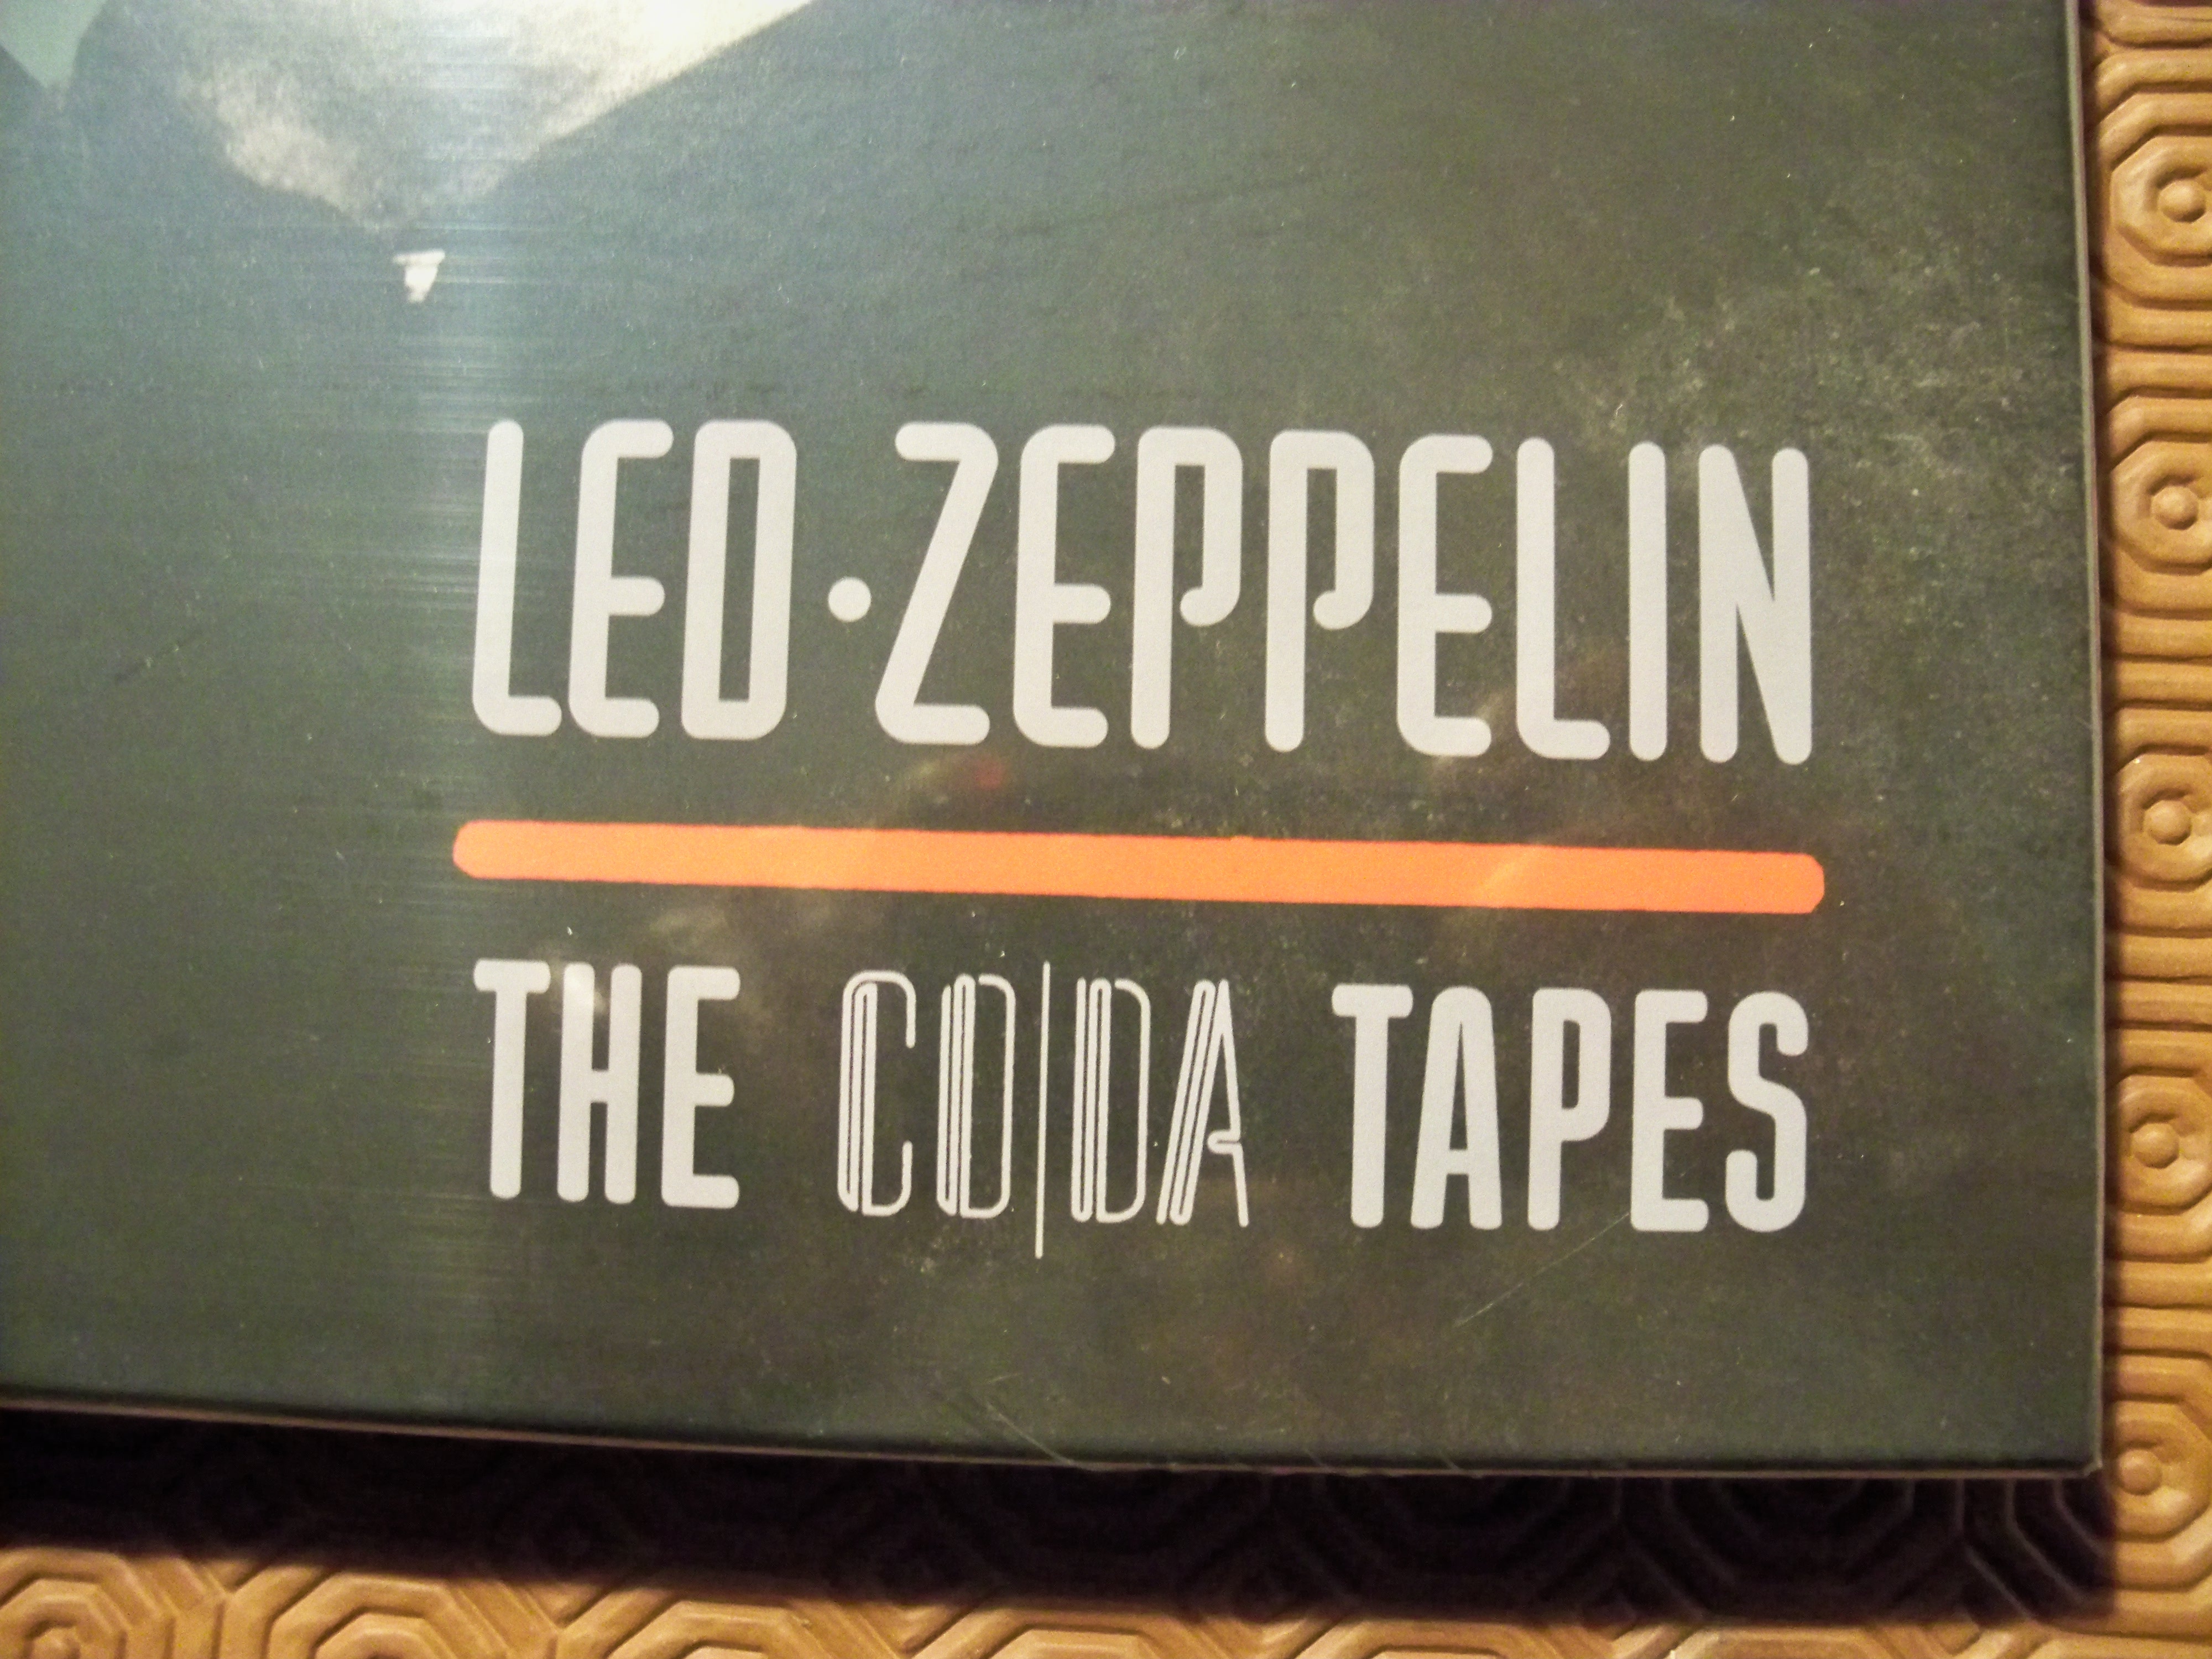 LED·ZEPPELIN
THE CO|DA TAPES